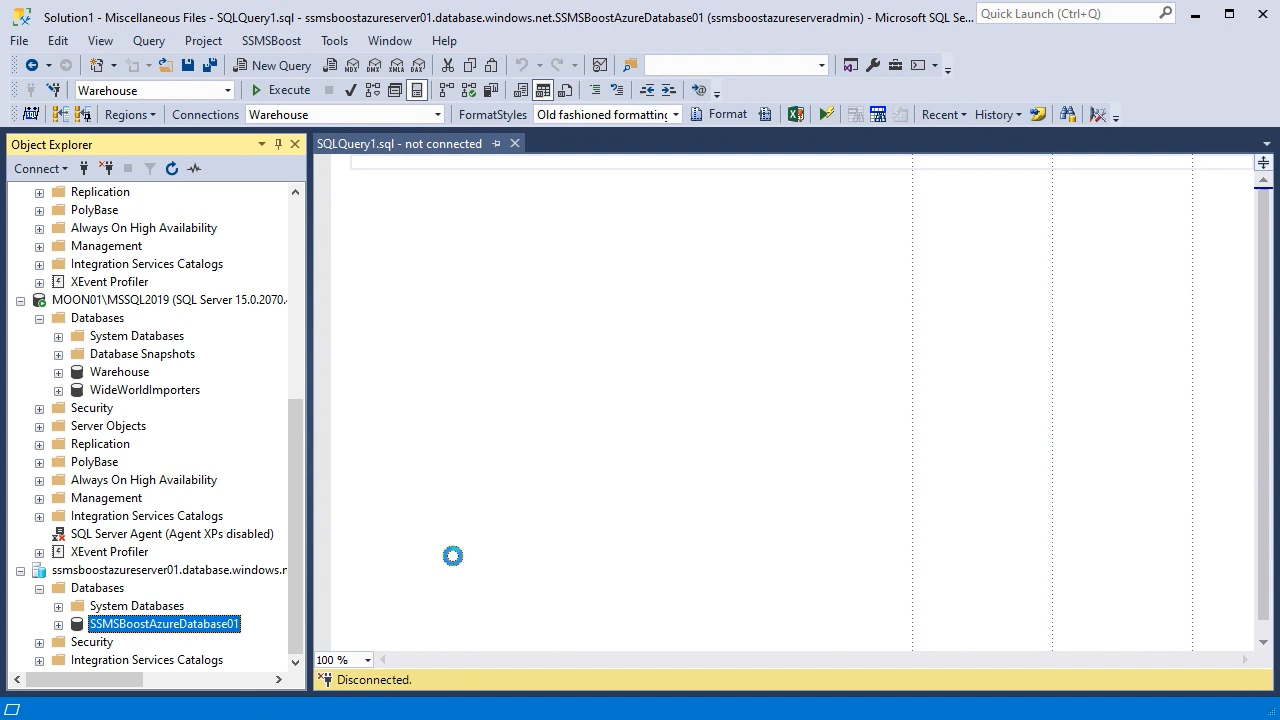 Solution1 - Miscellaneous Files - SQLQuery1.sql - ssmsboostazureserver01.database.windows.net.SSMSBoostAzureDatabase01 (ssmsboostazureserveradmin) - Microsoft SQL Se...
Quick Launch (Ctrl+Q)
File Edit View Query Project SSMSBoost Tools Window Help
New Query MDX DMX XMLA DAX
Warehouse Execute
Regions Connections Warehouse FormatStyles Old fashioned formatting Format Recent History
Object Explorer
SQLQuery1.sql - not connected
Connect
Replication
PolyBase
Always On High Availability
Management
Integration Services Catalogs
XEvent Profiler
MOON01\MSSQL2019 (SQL Server 15.0.2070.
Databases
System Databases
Database Snapshots
Warehouse
WideWorldImporters
Security
Server Objects
Replication
PolyBase
Always On High Availability
Management
Integration Services Catalogs
SQL Server Agent (Agent XPs disabled)
XEvent Profiler
ssmsboostazureserver01.database.windows.n
Databases
System Databases
SSMSBoostAzureDatabase01
Security
Integration Services Catalogs
100 %
Disconnected.